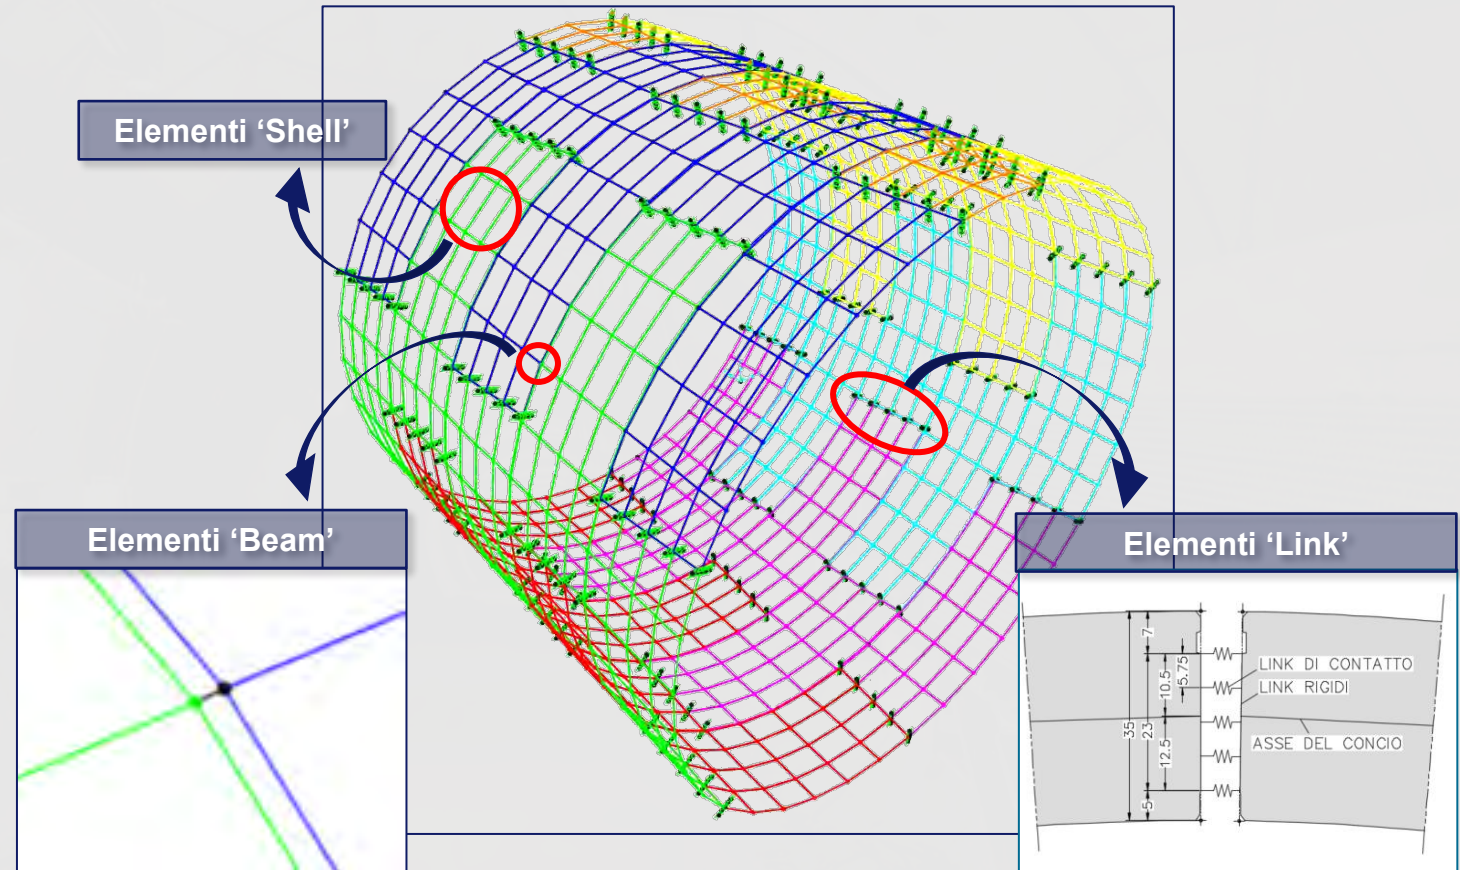 Elementi ‘Shell’
Elementi ‘Beam’
Elementi ‘Link’
7
5.75
10.5
35
23
12.5
5
LINK DI CONTATTO
LINK RIGIDI
ASSE DEL CONCIO